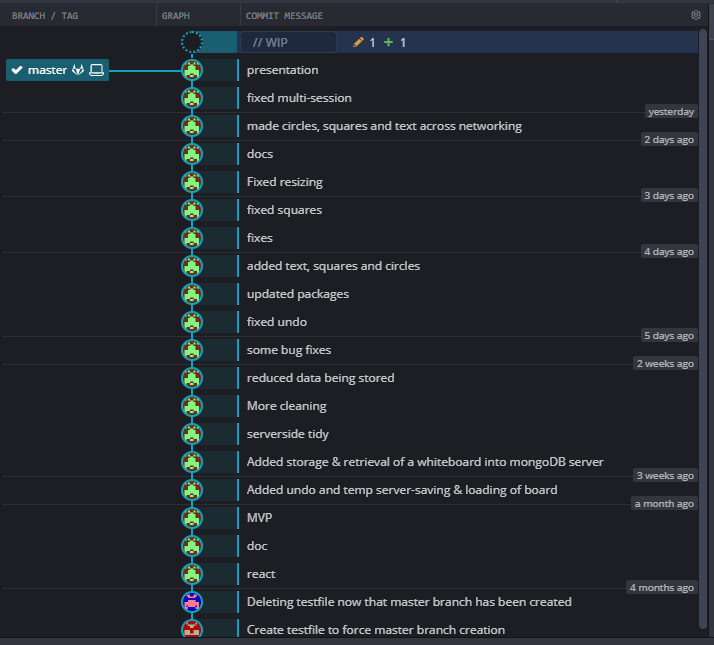 BRANCH / TAG GRAPH COMMIT MESSAGE
// WIP 1 1
master presentation
fixed multi-session
yesterday
made circles, squares and text across networking
2 days ago
docs
Fixed resizing
3 days ago
fixed squares
fixes
4 days ago
added text, squares and circles
updated packages
fixed undo
5 days ago
some bug fixes
2 weeks ago
reduced data being stored
More cleaning
serverside tidy
Added storage & retrieval of a whiteboard into mongoDB server
3 weeks ago
Added undo and temp server-saving & loading of board
a month ago
MVP
doc
react
4 months ago
Deleting testfile now that master branch has been created
Create testfile to force master branch creation